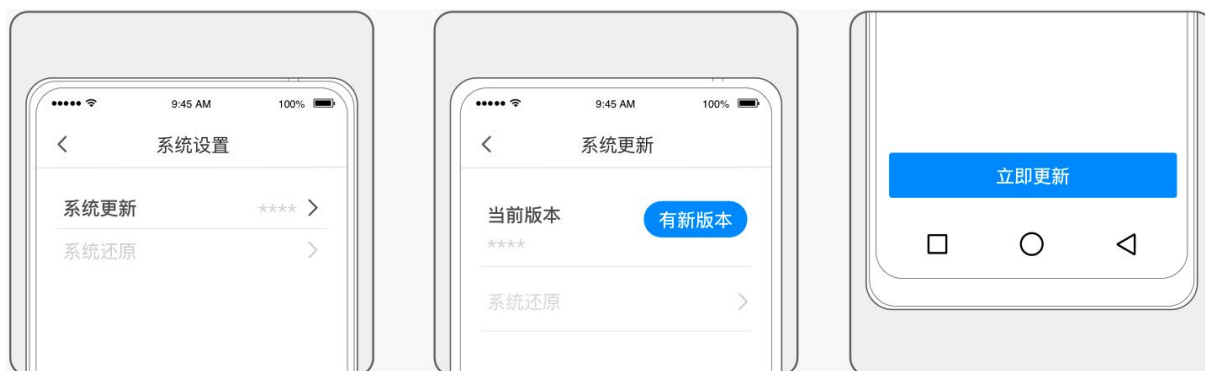 9:45 AM 100%
系统设置
系统更新 ****
系统还原
9:45 AM 100%
系统更新
当前版本
有新版本
****
系统还原
立即更新